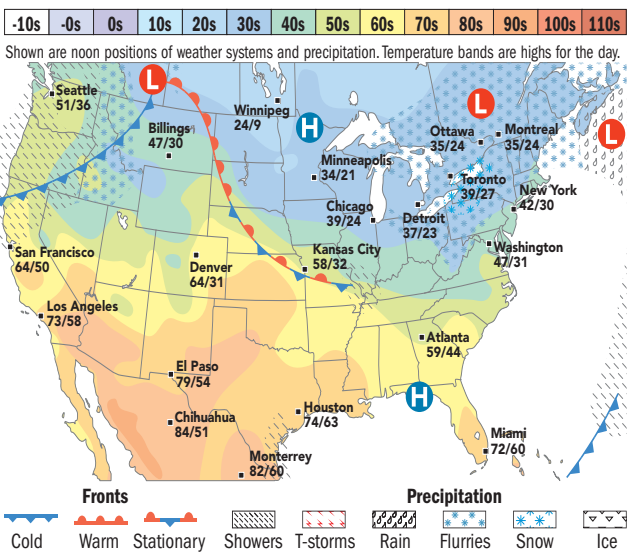 -10s -0s 0s 10s 20s 30s 40s 50s 60s 70s 80s 90s 100s 110s
Shown are noon positions of weather systems and precipitation. Temperature bands are highs for the day.
L
Seattle
51/36
Winnipeg
24/9
H
L
Billings
47/30
Ottawa
35/24
Montreal
35/24
L
Minneapolis
34/21
Toronto
39/27
New York
42/30
Chicago
39/24
Detroit
37/23
San Francisco
64/50
Denver
64/31
Kansas City
58/32
Washington
47/31
Los Angeles
73/58
Atlanta
59/44
El Paso
79/54
H
Chihuahua
84/51
Houston
74/63
Miami
72/60
Monterrey
82/60
Fronts
Cold Warm Stationary
Precipitation
Showers T-storms Rain Flurries Snow Ice